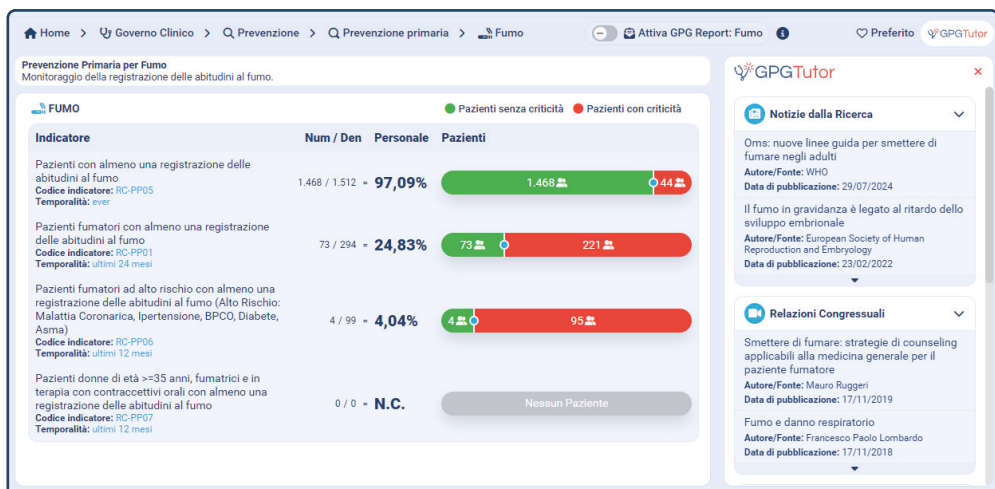 Home > Governo Clinico > Prevenzione > Prevenzione primaria > Fumo
Attiva GPG Report: Fumo
Preferito
GPGTutor
Prevenzione Primaria per Fumo
Monitoraggio della registrazione delle abitudini al fumo.
FUMO
Pazienti senza criticità
Pazienti con criticità
Indicatore
Num / Den
Personale
Pazienti
Pazienti con almeno una registrazione delle
abitudini al fumo
Codice indicatore: RC-PP05
Temporalità: ever
1.468 / 1.512 = 97,09%
1.468
44
Pazienti fumatori con almeno una registrazione
delle abitudini al fumo
Codice indicatore: RC-PP01
Temporalità: ultimi 24 mesi
73 / 294 = 24,83%
73
221
Pazienti fumatori ad alto rischio con almeno una
registrazione delle abitudini al fumo (Alto Rischio:
Malattia Coronarica, Ipertensione, BPCO, Diabete,
Asma)
Codice indicatore: RC-PP06
Temporalità: ultimi 12 mesi
4 / 99 = 4,04%
4
95
Pazienti donne di età >=35 anni, fumatrici e in
terapia con contraccettivi orali con almeno una
registrazione delle abitudini al fumo
Codice indicatore: RC-PP07
Temporalità: ultimi 12 mesi
0 / 0 = N.C.
Nessun Paziente
GPGTutor
Notizie dalla Ricerca
Oms: nuove linee guida per smettere di
fumare negli adulti
Autore/Fonte: WHO
Data di pubblicazione: 29/07/2024
Il fumo in gravidanza è legato al ritardo dello
sviluppo embrionale
Autore/Fonte: European Society of Human
Reproduction and Embryology
Data di pubblicazione: 23/02/2022
Relazioni Congressuali
Smettere di fumare: strategie di counseling
applicabili alla medicina generale per il
paziente fumatore
Autore/Fonte: Mauro Ruggeri
Data di pubblicazione: 17/11/2019
Fumo e danno respiratorio
Autore/Fonte: Francesco Paolo Lombardo
Data di pubblicazione: 17/11/2018